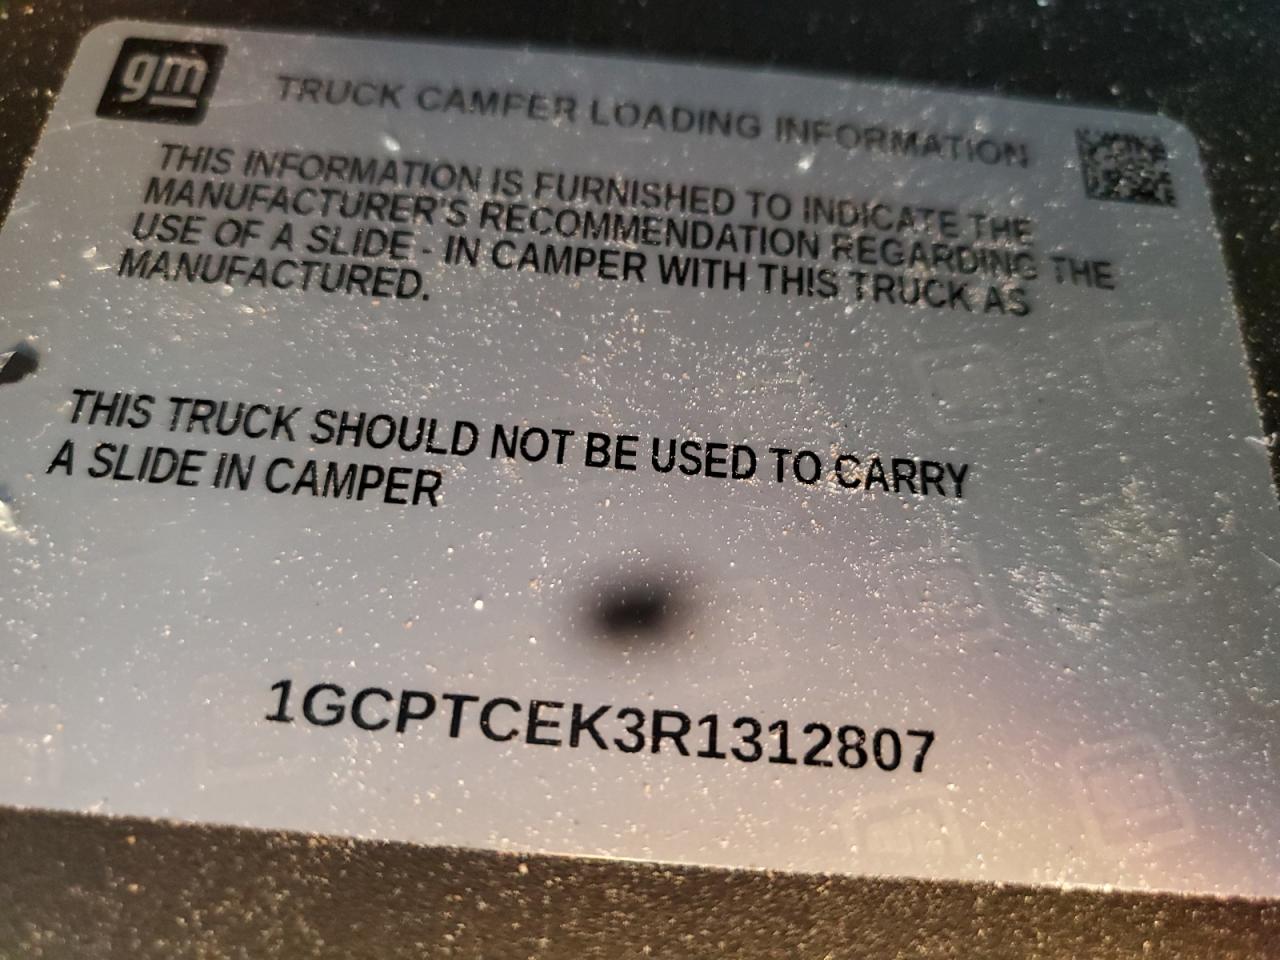 gm
TRUCK CAMPER LOADING INFORMATION
THIS INFORMATION IS FURNISHED TO INDICATE THE
MANUFACTURER'S RECOMMENDATION REGARDING THE
USE OF A SLIDE - IN CAMPER WITH THIS TRUCK AS
MANUFACTURED.
THIS TRUCK SHOULD NOT BE USED TO CARRY
A SLIDE IN CAMPER
1GCPTCEK3R1312807